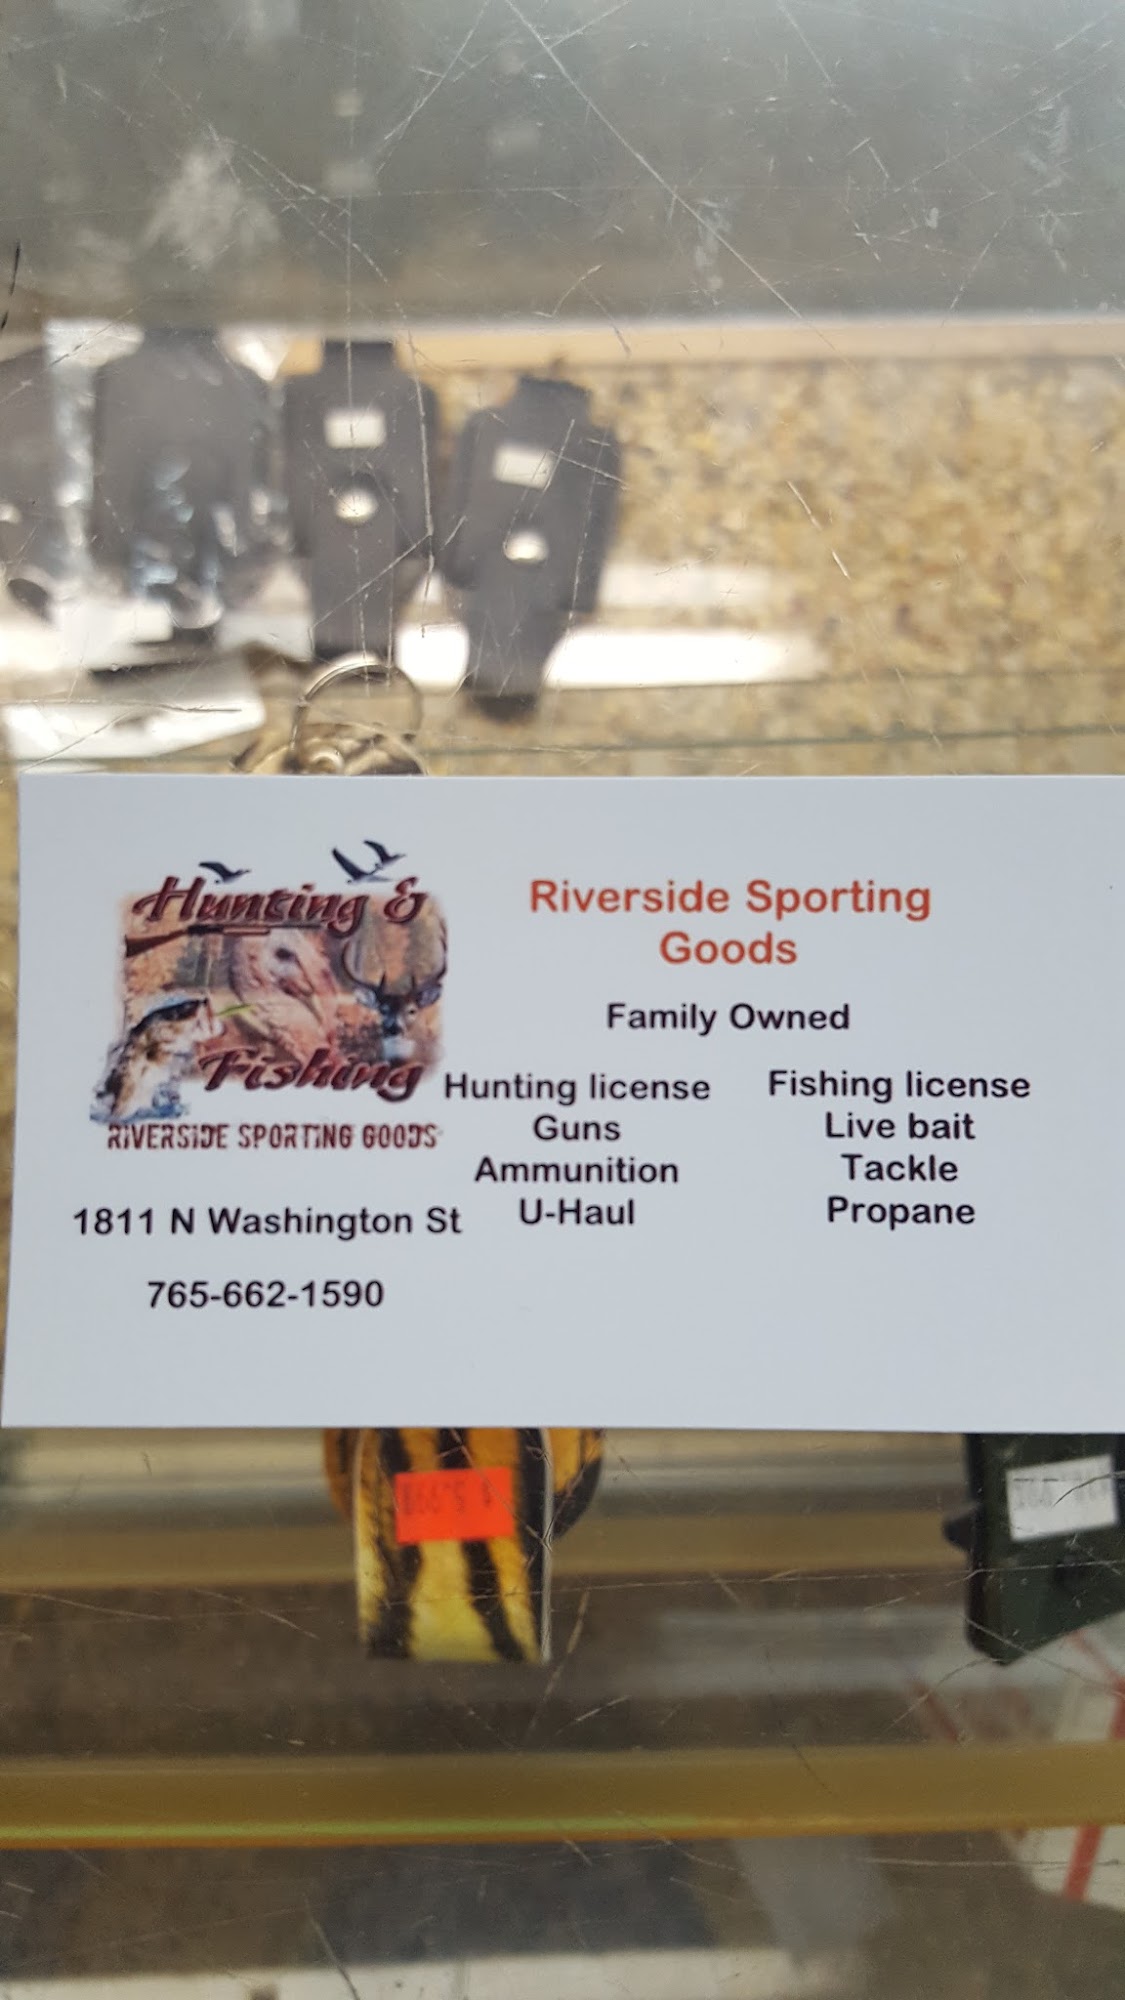 Hunting &
Fishing
RIVERSIDE SPORTING GOODS
1811 N Washington St
765-662-1590
Riverside Sporting
Goods
Family Owned
Hunting license
Guns
Ammunition
U-Haul
Fishing license
Live bait
Tackle
Propane